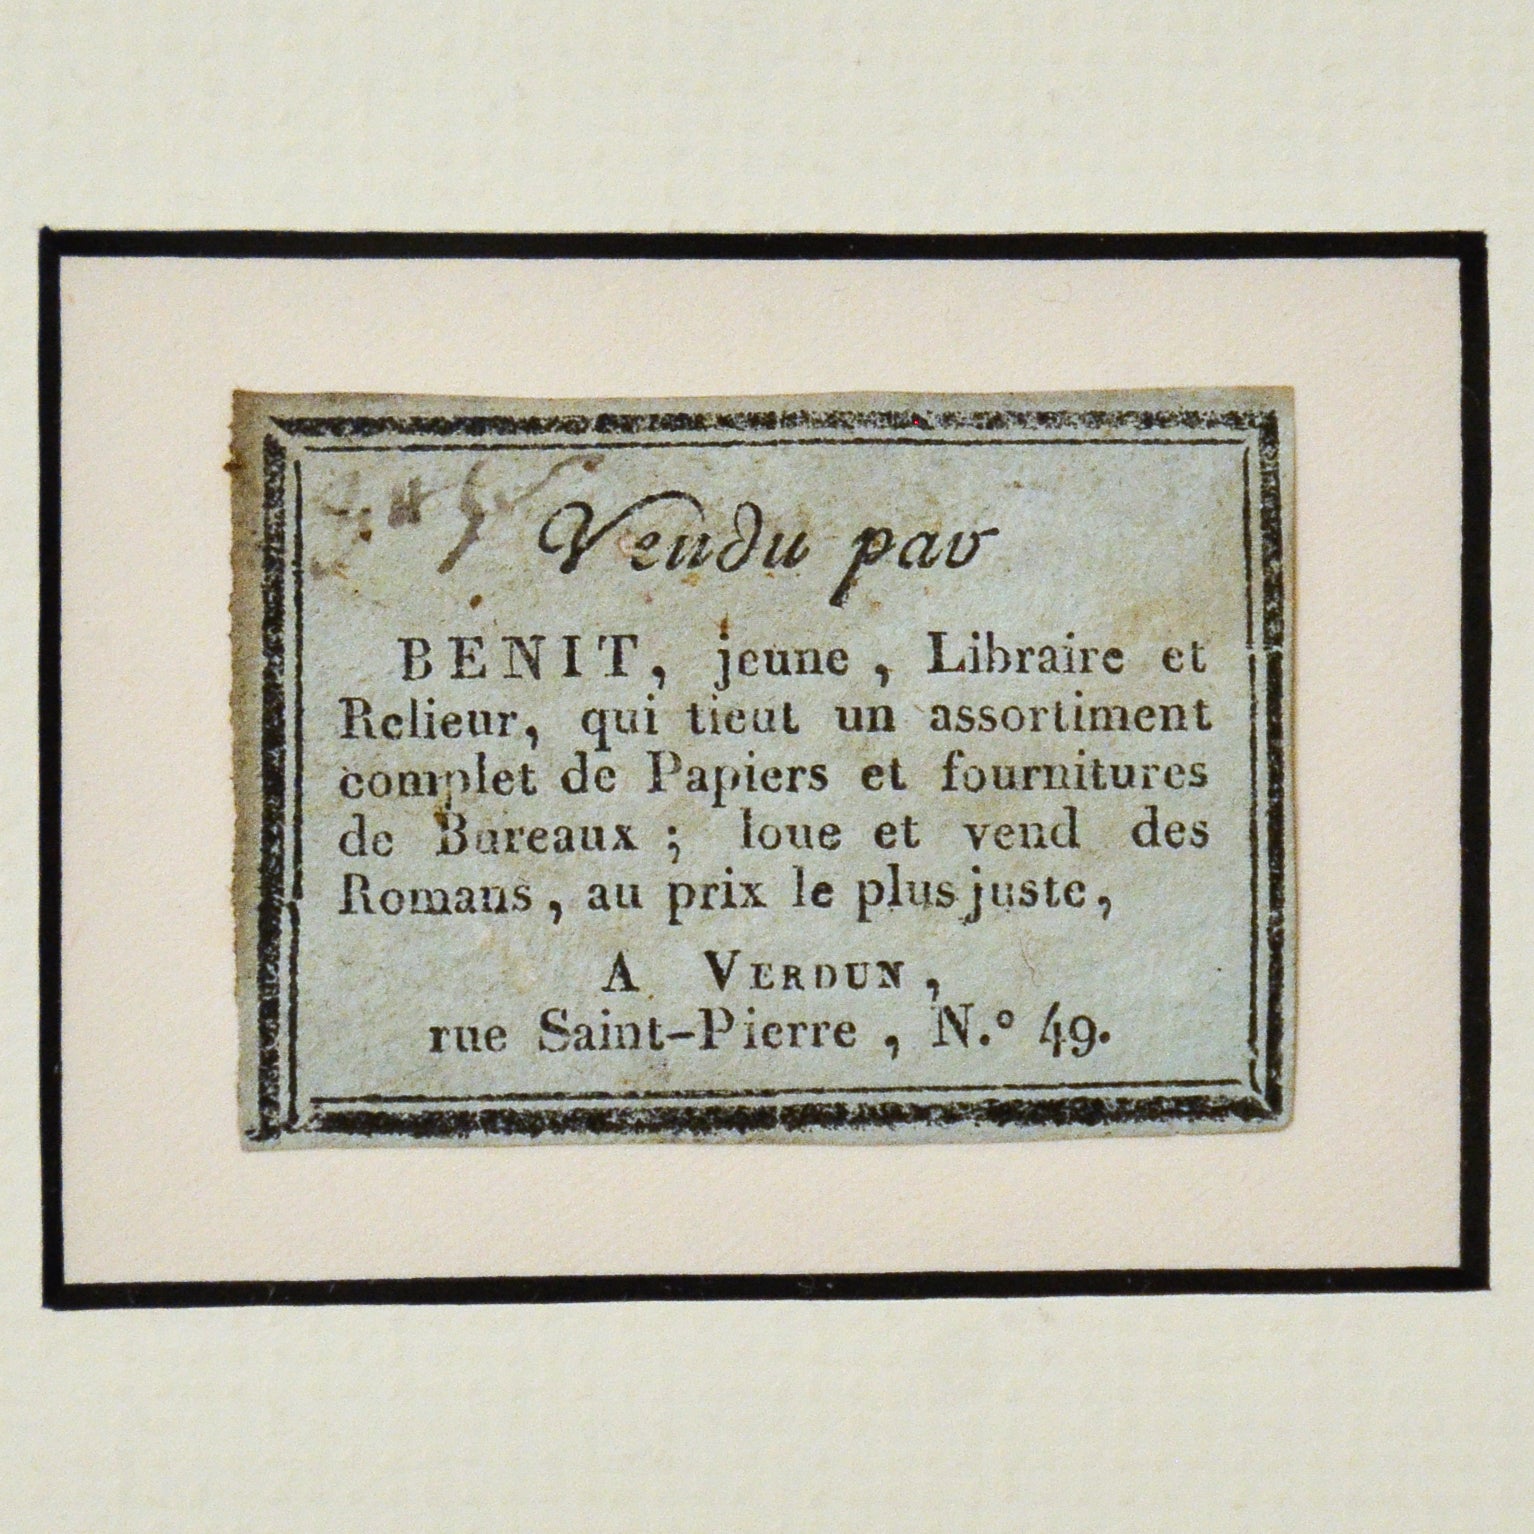 Vendu par
BENIT, jeune, Libraire et
Relieur, qui tient un assortiment
complet de Papiers et fournitures
de Bureaux ; loue et vend des
Romans, au prix le plus juste,
A VERDUN,
rue Saint-Pierre, N.° 49.